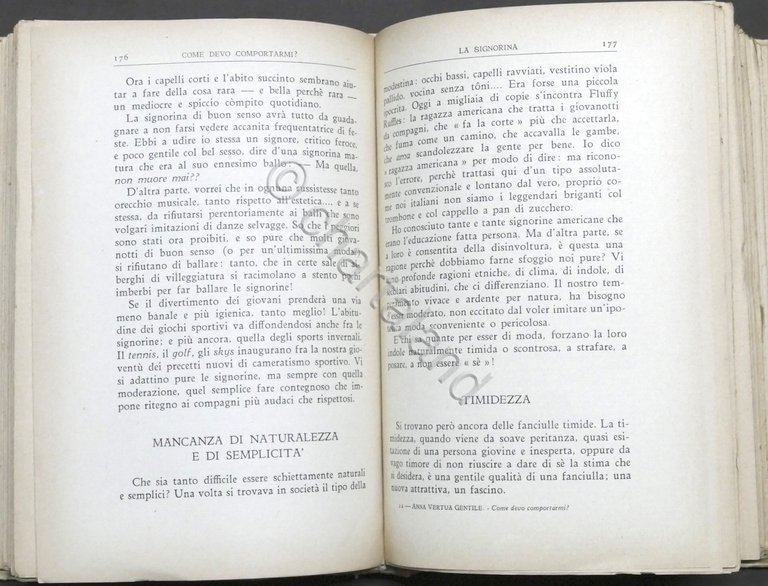 176 COME DEVO COMPORTARMI?
Ora i capelli corti e l'abito succinto sembrano aiu-
tar a fare della cosa rara — e bella perchè rara —
un mediocre e spiccio còmpito quotidiano.
La signorina di buon senso avrà tutto da guada-
gnare a non farsi vedere accanita frequentatrice di fe-
ste. Ebbi a udire io stessa un signore, critico feroce,
e poco gentile col bel sesso, dire d'una signorina ma-
tura che era al suo ennesimo ballo: — Ma quella,
non muore mai??
D'altra parte, vorrei che in ognuna sussistesse tanto
orecchio musicale, tanto rispetto all'estetica.... e a se
stessa, da rifiutarsi perentoriamente ai balli che sono
volgari imitazioni di danze selvagge. So che i migliori
sono stati ora proibiti, e so pure che molti giova-
notti di buon senso (o per un'ultimissima moda?)
si rifiutano di ballare: tanto, che in certe sale di al-
berghi di villeggiatura si racimolano a stento pochi
imberbi per far ballare le signorine!
Se il divertimento dei giovani prenderà una via
meno banale e più igienica, tanto meglio! L'abitu-
dine dei giochi sportivi va diffondendosi anche fra le
signorine; e più ancora, quella degli sports invernali.
Il tennis, il golf, gli skys inaugurano fra la nostra gio-
ventù dei precetti nuovi di cameratismo sportivo. Vi
si adattino pure le signorine, ma sempre con quella
moderazione, quel semplice fare contegnoso che im-
pone ritegno ai compagni più audaci che rispettosi.
MANCANZA DI NATURALEZZA
E DI SEMPLICITA'
Che sia tanto difficile essere schiettamente naturali
e semplici? Una volta si trovava in società il tipo della
LA SIGNORINA 177
modestina: occhi bassi, capelli ravviati, vestitino viola
pallido, vocina senza tôni.... Era forse una piccola
ipocrita. Oggi a migliaia di copie s'incontra Fluffy
Ruffles: la ragazza americana che tratta i giovanotti
da compagni, che « fa la corte » più che accettarla,
che fuma come un camino, che accavalla le gambe,
che ama scandolezzare la gente per bene. Io dico
« ragazza americana » per modo di dire: ma ricono-
sco l'errore, perchè trattasi qui d'un tipo assoluta-
mente convenzionale e lontano dal vero, proprio co-
me noi italiani non siamo i leggendari briganti col
trombone e col cappello a pan di zucchero.
Ho conosciuto tante e tante signorine americane che
erano l'educazione fatta persona. Ma d'altra parte, se
a loro è consentita della disinvoltura, è questa una
ragione perchè dobbiamo farne sfoggio noi pure? Vi
sono profonde ragioni etniche, di clima, di indole, di
secolari abitudini, che ci differenziano. Il nostro tem-
peramento vivace e ardente per natura, ha bisogno
d'esser moderato, non eccitato dal voler imitare un'ipo-
tetica moda sconveniente o pericolosa.
E chi quante per esser di moda, forzano la loro
indole naturalmente timida o scontrosa, a strafare, a
posare, a non essere « sè » !
TIMIDEZZA
Si trovano però ancora delle fanciulle timide. La ti-
midezza, quando viene da soave peritanza, quasi esi-
tazione di una persona giovine e inesperta, oppure da
vago timore di non riuscire a dare di sè la stima che
si desidera, è una gentile qualità di una fanciulla; una
nuova attrattiva, un fascino.
12 — ANNA VERTUA GENTILE. - Come devo comportarmi?
© charta and